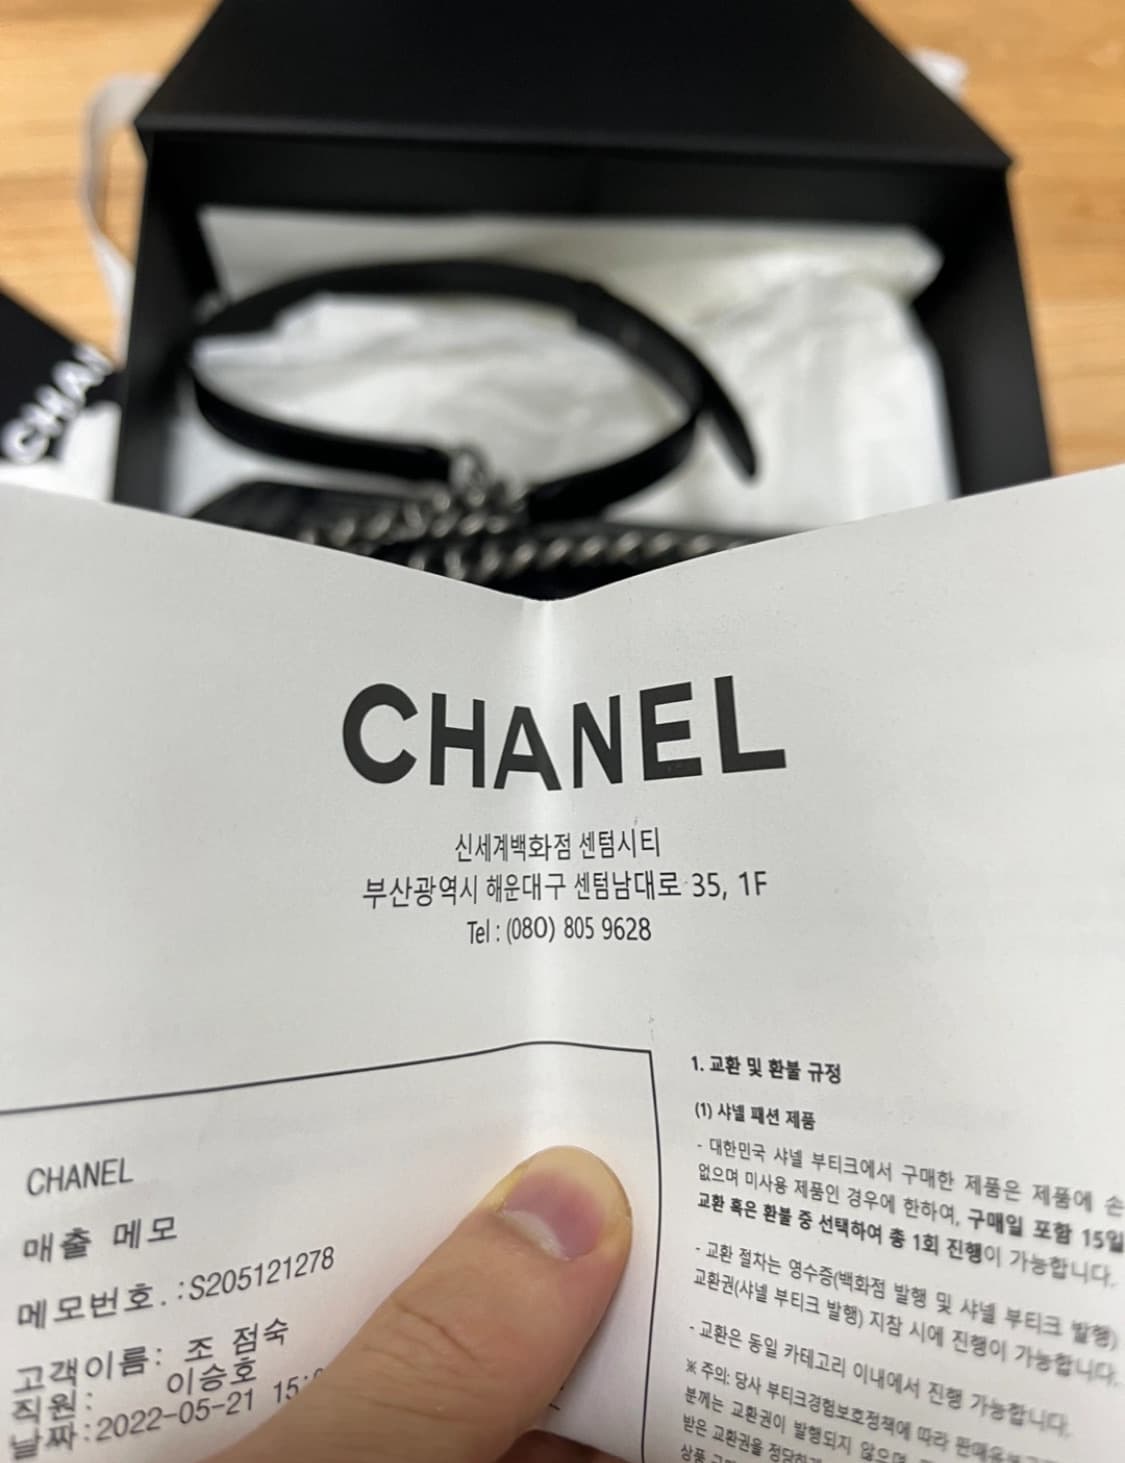 CHAN
CHANEL
신세계백화점 센텀시티
부산광역시 해운대구 센텀남대로 35, 1F
Tel : (080) 805 9628
CHANEL
매출 메모
메모번호.:S205121278
고객이름: 조 점숙
직원: 이승호
날짜:2022-05-21 15:
1. 교환 및 환불 규정
(1) 샤넬 패션 제품
- 대한민국 샤넬 부티크에서 구매한 제품은 제품에 손
없으며 미사용 제품인 경우에 한하여, 구매일 포함 15일
교환 혹은 환불 중 선택하여 총 1회 진행이 가능합니다.
- 교환 절차는 영수증(백화점 발행 및 샤넬 부티크 발행)
교환권(샤넬 부티크 발행) 지참 시에 진행이 가능합니다.
- 교환은 동일 카테고리 이내에서 진행 가능합니다.
※ 주의: 당사 부티크경험보호정책에 따라
분께는 교환권이 발행되지 않으며,
받은 교환권을
상품